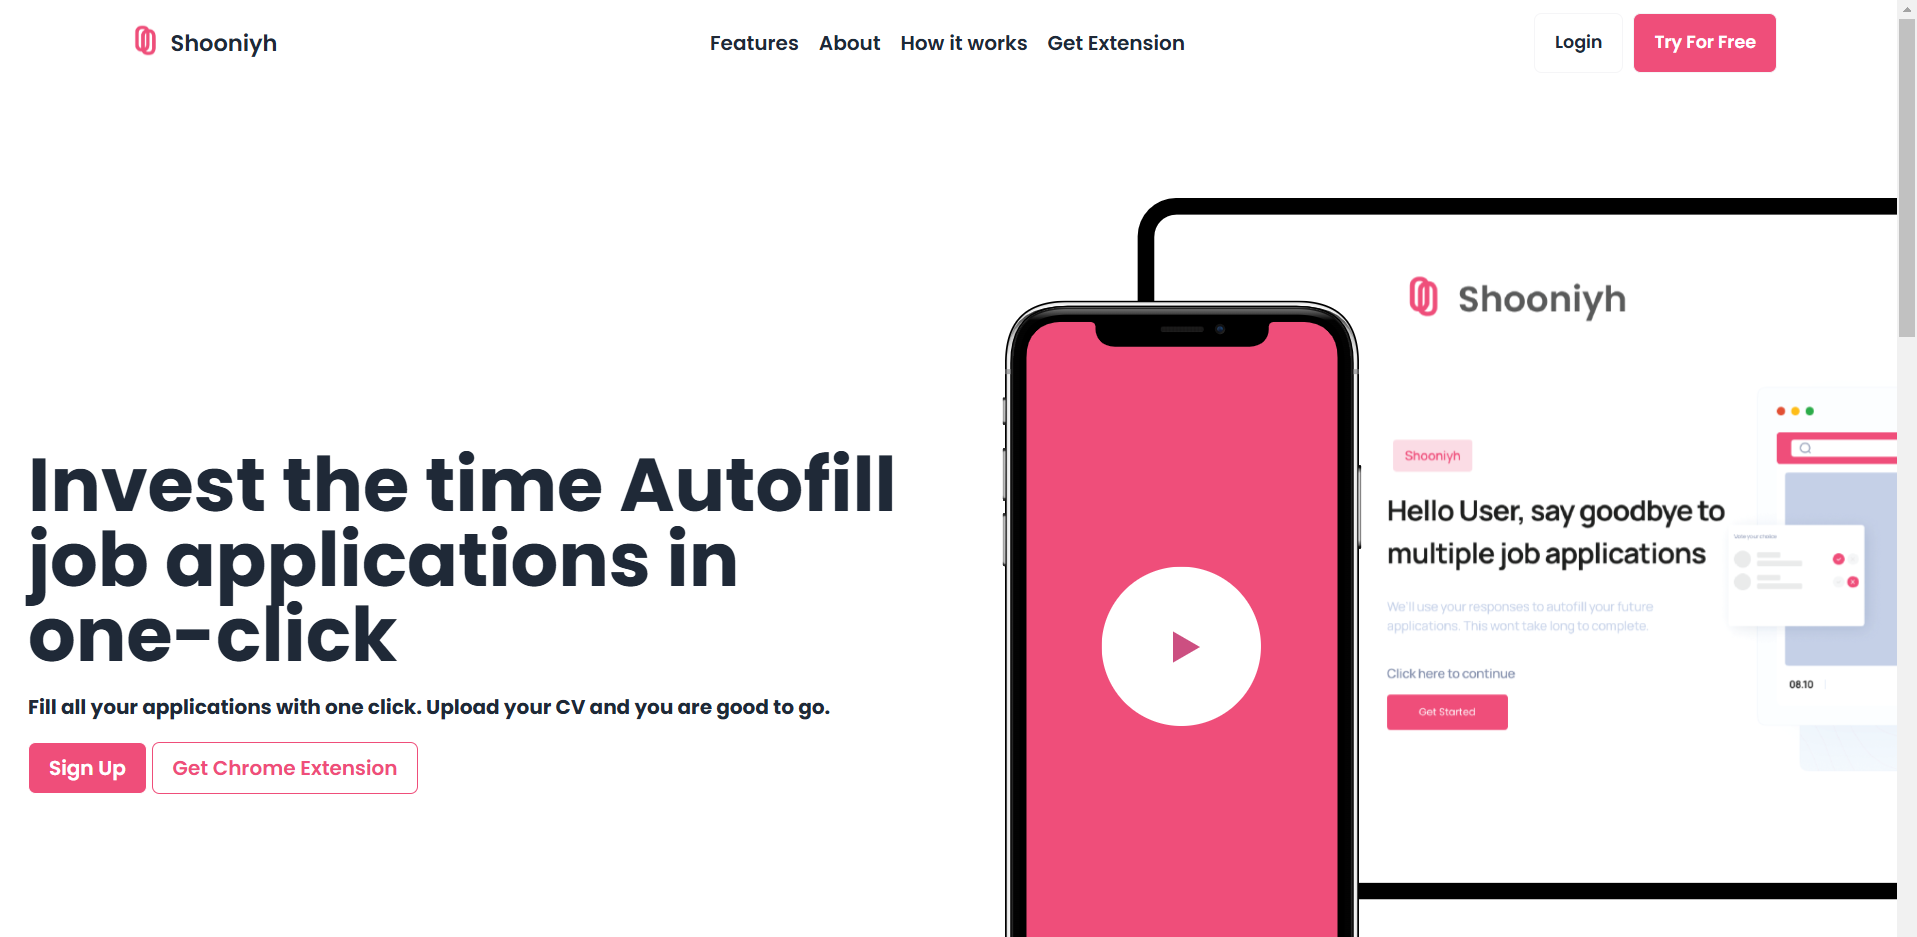 Shooniyh
Features About How it works Get Extension
Login Try For Free
Invest the time Autofill
job applications in
one-click
Fill all your applications with one click. Upload your CV and you are good to go.
Sign Up Get Chrome Extension
Shooniyh
Shooniyh
Hello User, say goodbye to
multiple job applications
We'll use your responses to autofill your future
applications. This wont take long to complete.
Click here to continue
Get Started
your choice
08.10